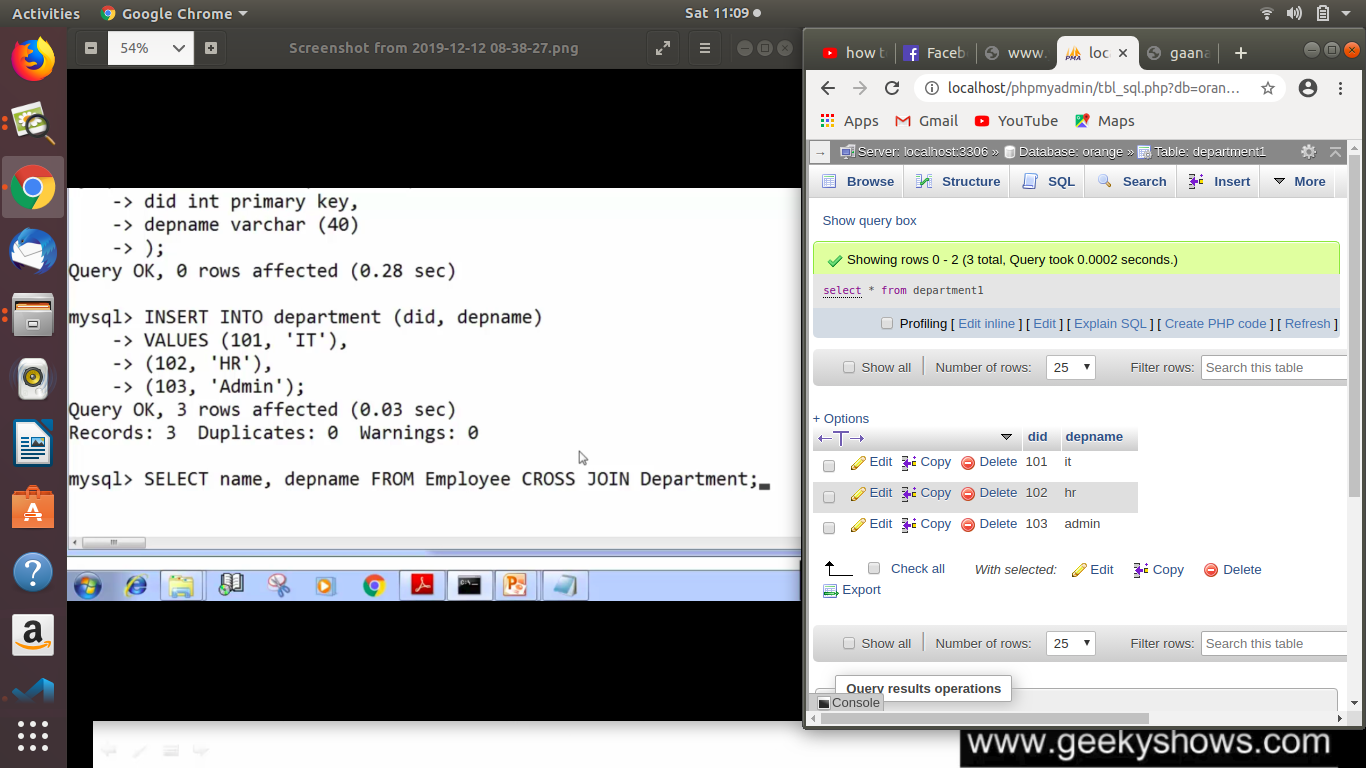 Activities Google Chrome Sat 11:09
54% Screenshot from 2019-12-12 08-38-27.png
-> did int primary key,
-> depname varchar (40)
-> );
Query OK, 0 rows affected (0.28 sec)
mysql> INSERT INTO department (did, depname)
-> VALUES (101, 'IT'),
-> (102, 'HR'),
-> (103, 'Admin');
Query OK, 3 rows affected (0.03 sec)
Records: 3 Duplicates: 0 Warnings: 0
mysql> SELECT name, depname FROM Employee CROSS JOIN Department;
how t Faceb www. PMA loc gaana
localhost/phpmyadmin/tbl_sql.php?db=oran...
Apps Gmail YouTube Maps
Server: localhost:3306 » Database: orange » Table: department1
Browse Structure SQL Search Insert More
Show query box
Showing rows 0 - 2 (3 total, Query took 0.0002 seconds.)
select * from department1
Profiling [ Edit inline ] [ Edit ] [ Explain SQL ] [ Create PHP code ] [ Refresh ]
Show all Number of rows: 25 Filter rows: Search this table
+ Options
←T→ did depname
Edit Copy Delete 101 it
Edit Copy Delete 102 hr
Edit Copy Delete 103 admin
Check all With selected: Edit Copy Delete
Export
Show all Number of rows: 25 Filter rows: Search this table
Query results operations
Console
www.geekyshows.com